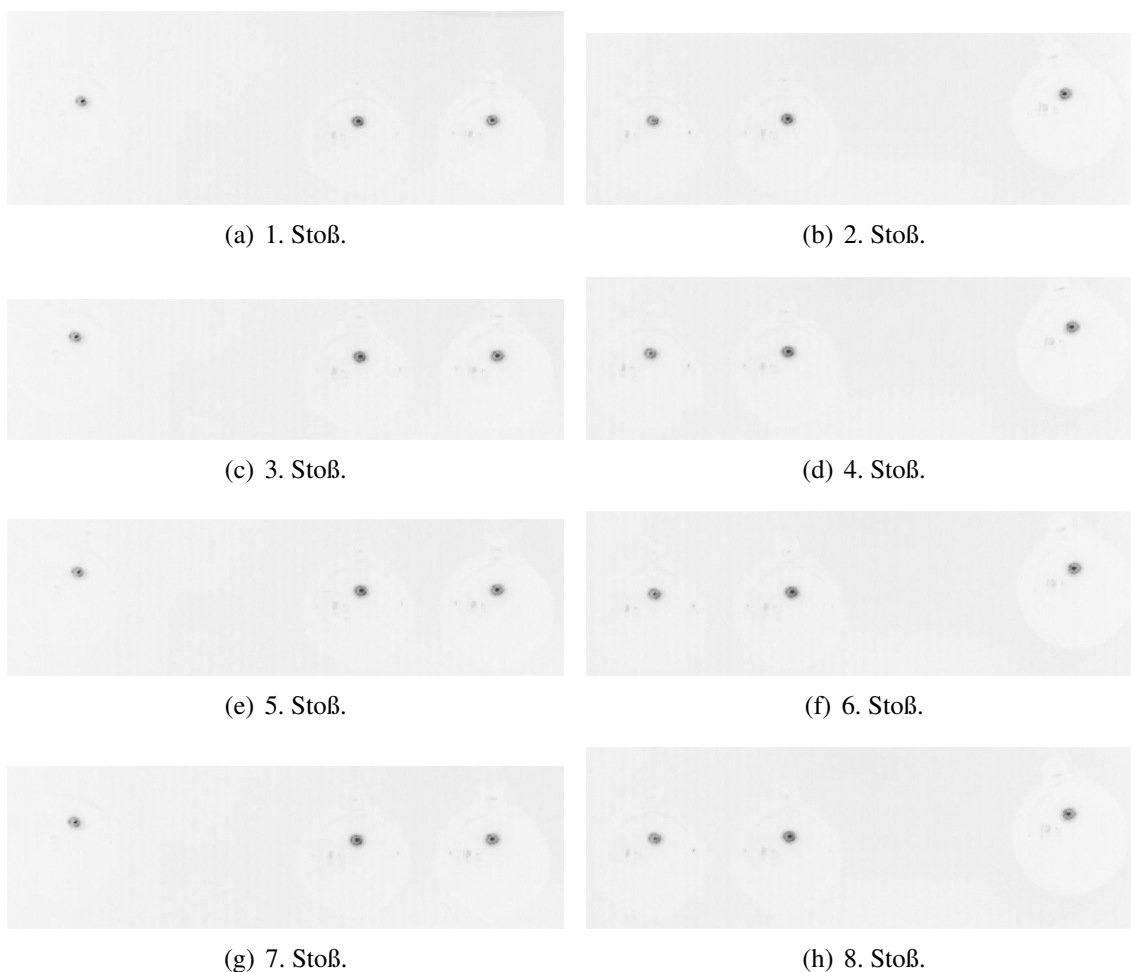 (a) 1. Stoß.
(b) 2. Stoß.
(c) 3. Stoß.
(d) 4. Stoß.
(e) 5. Stoß.
(f) 6. Stoß.
(g) 7. Stoß.
(h) 8. Stoß.